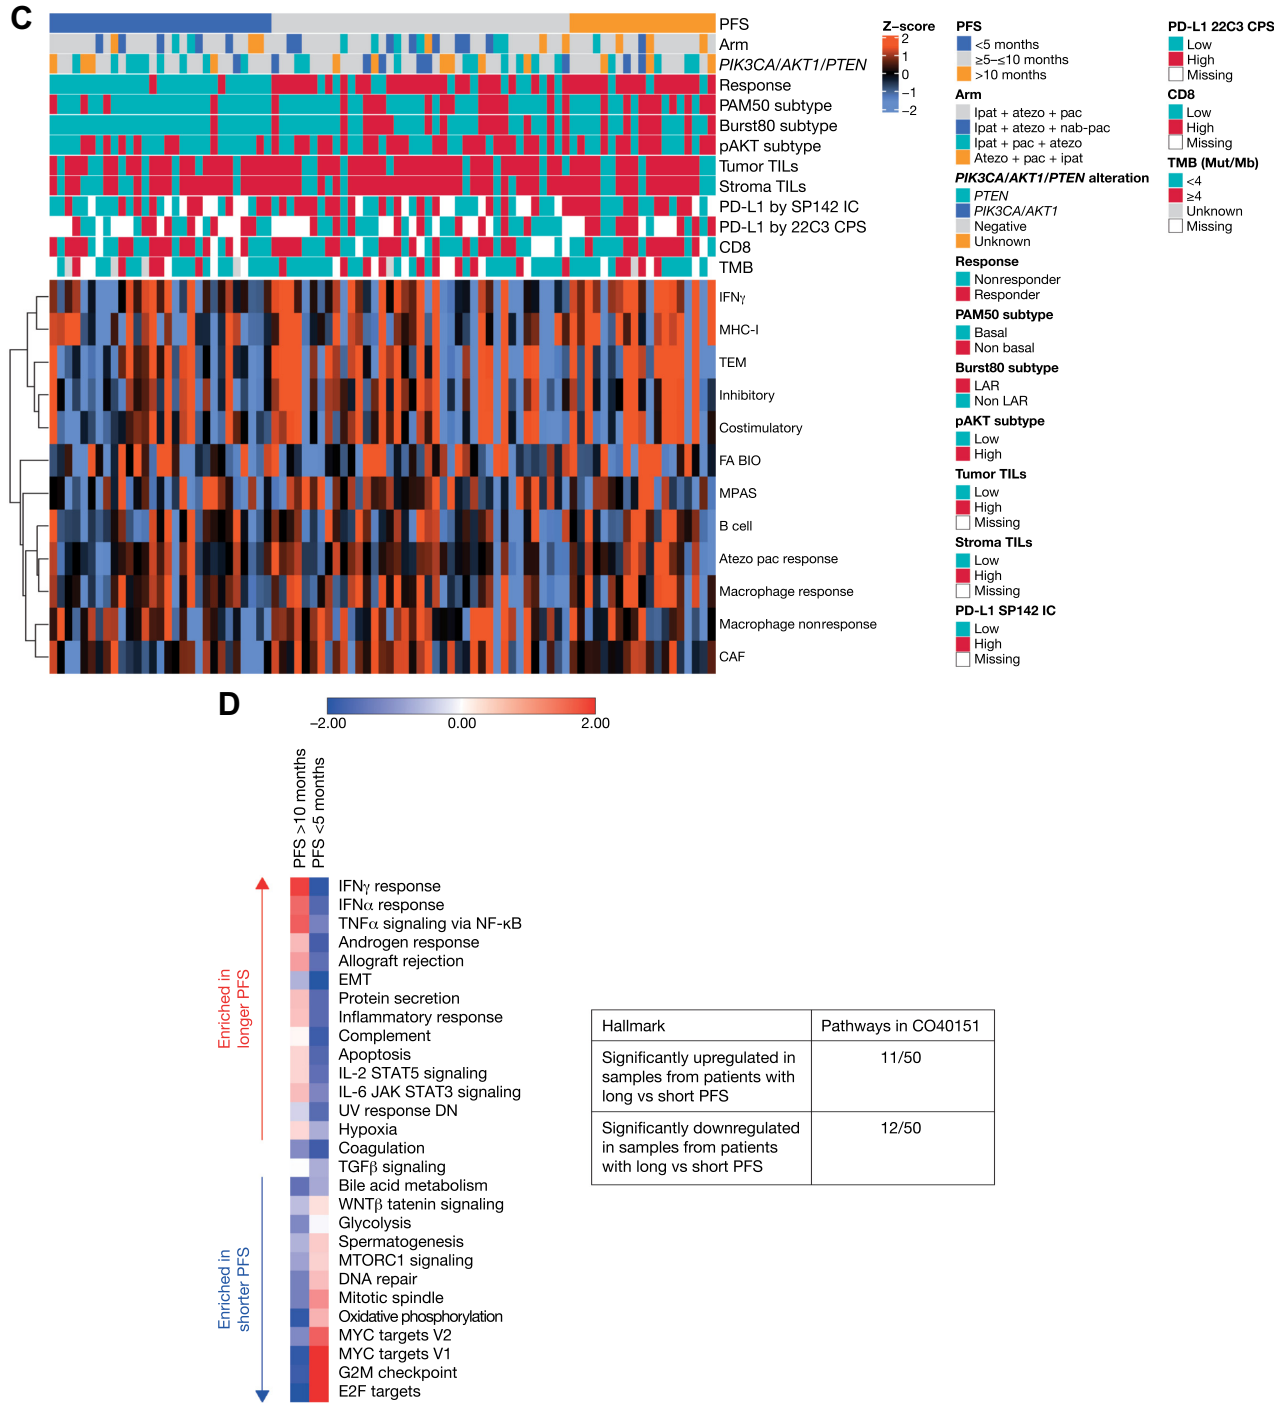 C
PFS
Arm
PIK3CA/AKT1/PTEN
Response
PAM50 subtype
Burst80 subtype
pAKT subtype
Tumor TILs
Stroma TILs
PD-L1 by SP142 IC
PD-L1 by 22C3 CPS
CD8
TMB
IFNγ
MHC-I
TEM
Inhibitory
Costimulatory
FA BIO
MPAS
B cell
Atezo pac response
Macrophage response
Macrophage nonresponse
CAF
Z−score
2
1
0
−1
−2
PFS
<5 months
≥5–≤10 months
>10 months
Arm
Ipat + atezo + pac
Ipat + atezo + nab-pac
Ipat + pac + atezo
Atezo + pac + ipat
PIK3CA/AKT1/PTEN alteration
PTEN
PIK3CA/AKT1
Negative
Unknown
Response
Nonresponder
Responder
PAM50 subtype
Basal
Non basal
Burst80 subtype
LAR
Non LAR
pAKT subtype
Low
High
Tumor TILs
Low
High
Missing
Stroma TILs
Low
High
Missing
PD-L1 SP142 IC
Low
High
Missing
PD-L1 22C3 CPS
Low
High
Missing
CD8
Low
High
Missing
TMB (Mut/Mb)
<4
≥4
Unknown
Missing
D
−2.00 0.00 2.00
PFS >10 months
PFS <5 months
Enriched in
longer PFS
Enriched in
shorter PFS
IFNγ response
IFNα response
TNFα signaling via NF-κB
Androgen response
Allograft rejection
EMT
Protein secretion
Inflammatory response
Complement
Apoptosis
IL-2 STAT5 signaling
IL-6 JAK STAT3 signaling
UV response DN
Hypoxia
Coagulation
TGFβ signaling
Bile acid metabolism
WNTβ tatenin signaling
Glycolysis
Spermatogenesis
MTORC1 signaling
DNA repair
Mitotic spindle
Oxidative phosphorylation
MYC targets V2
MYC targets V1
G2M checkpoint
E2F targets
Hallmark Pathways in CO40151
Significantly upregulated in 11/50
samples from patients with
long vs short PFS
Significantly downregulated 12/50
in samples from patients
with long vs short PFS